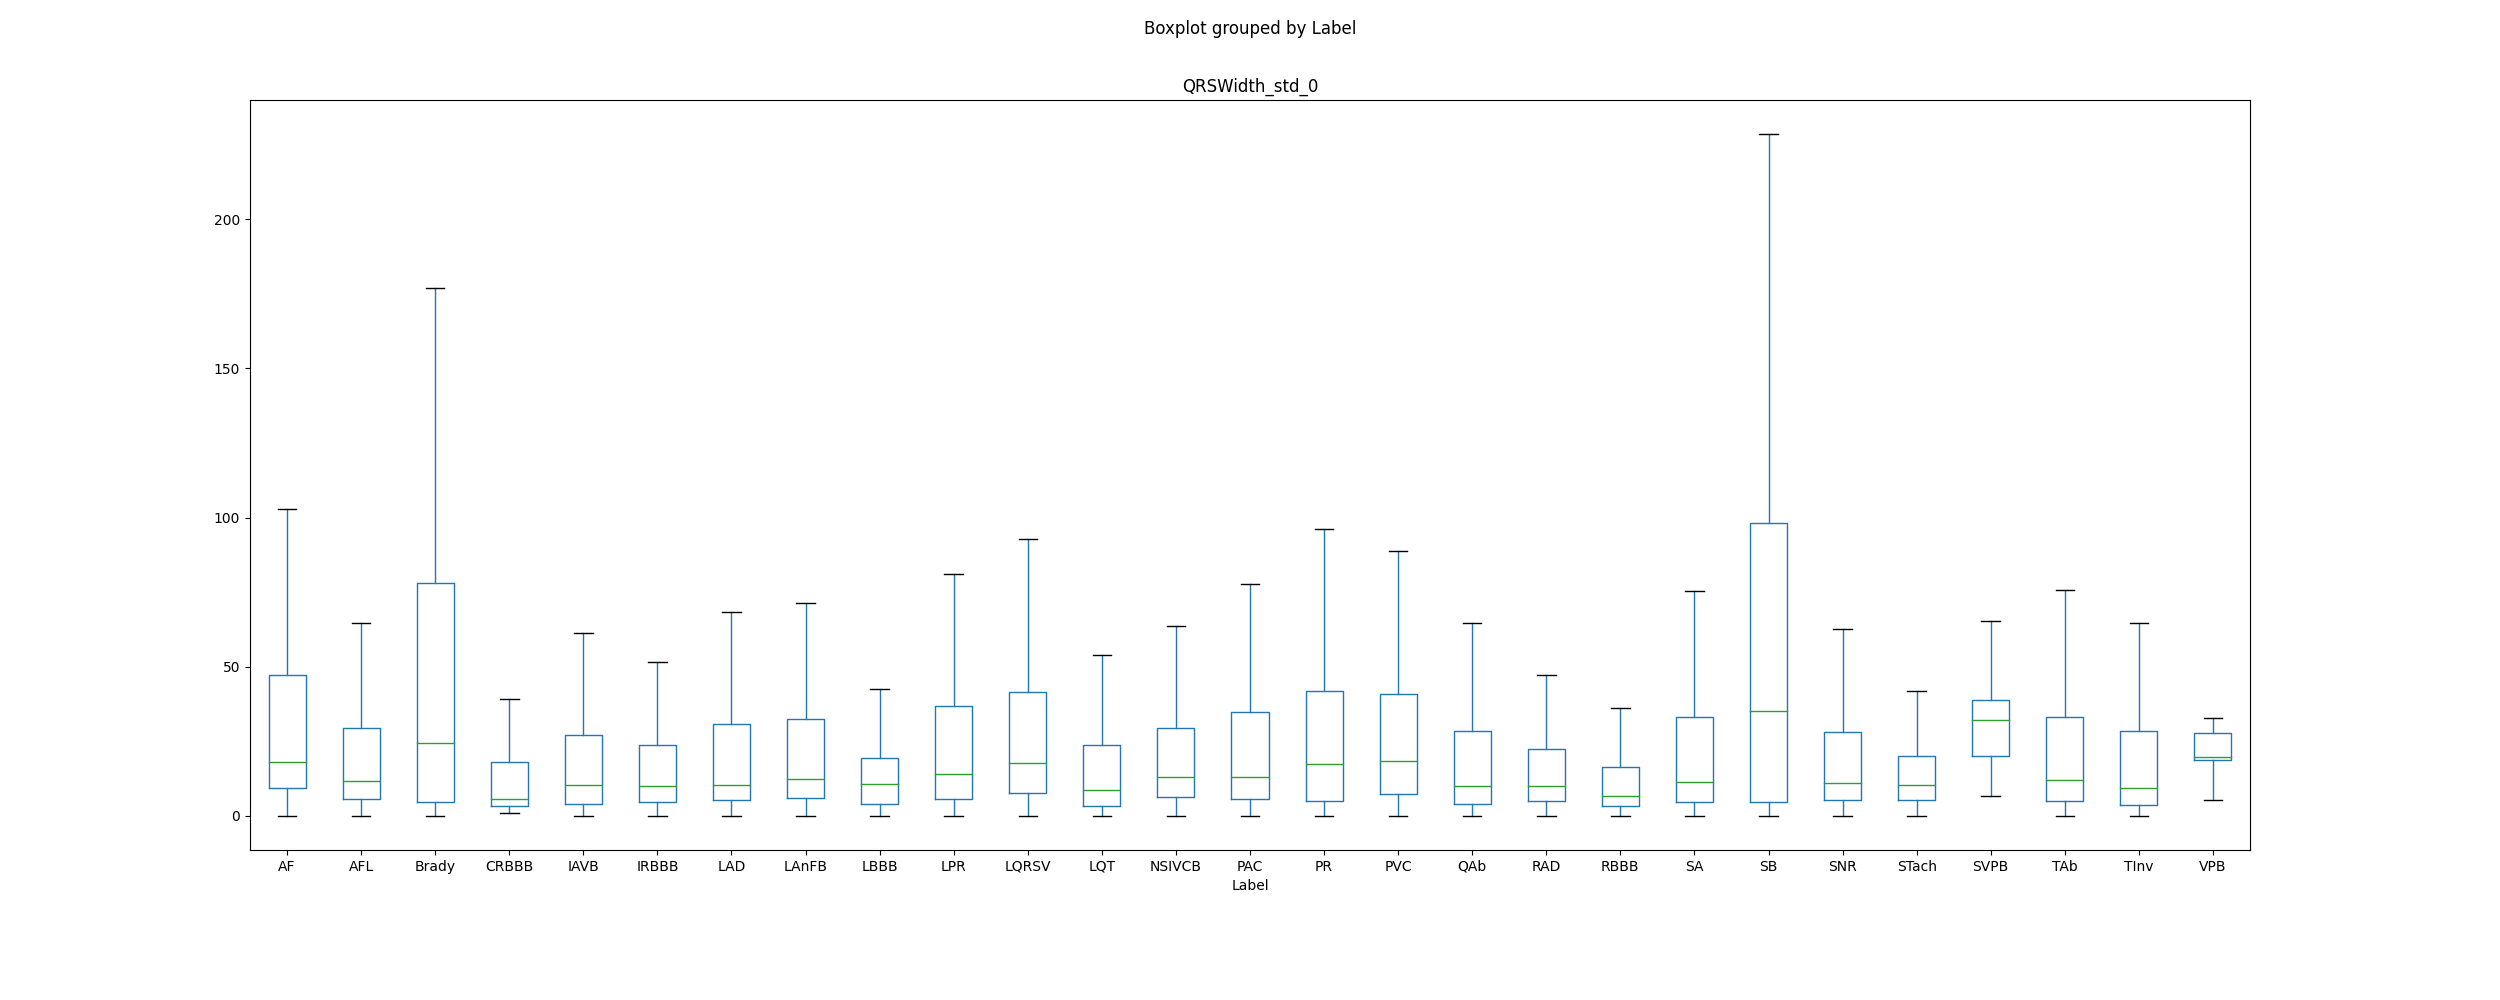 Boxplot grouped by Label
QRSWidth_std_0
200
150
100
50
0
AF AFL Brady CRBBB IAVB IRBBB LAD LAnFB LBBB LPR LQRSV LQT NSIVCB PAC PR PVC QAb RAD RBBB SA SB SNR STach SVPB TAb TInv VPB
Label